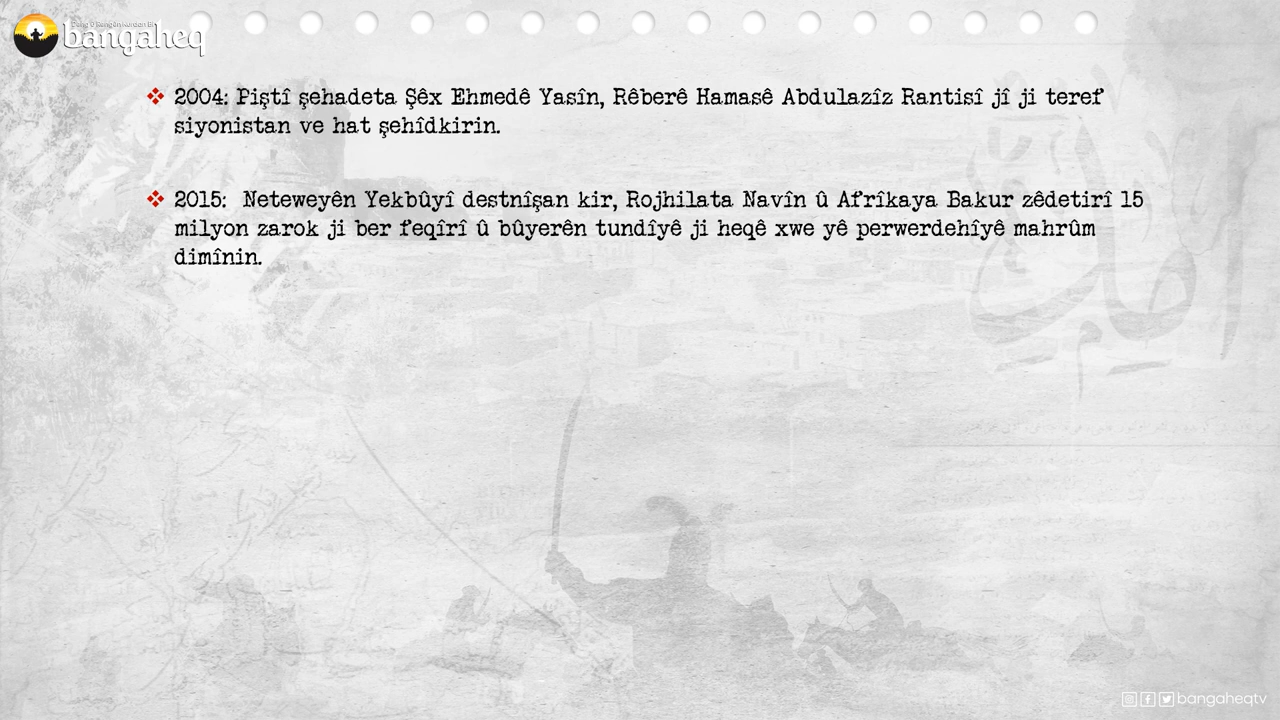 bangaheq
2004: Piştî şehadeta Şêx Ehmedê Yasîn, Rêberê Hamasê Abdulazîz Rantisî jî ji teref
siyonistan ve hat şehîdkirin.
2015: Neteweyên Yekbûyî destnîşan kir, Rojhilata Navîn û Afrîkaya Bakur zêdetirî 15
milyon zarok ji ber feqîrî û bûyerên tundîyê ji heqê xwe yê perwerdehîyê mahrûm
dimînin.
bangaheqtv